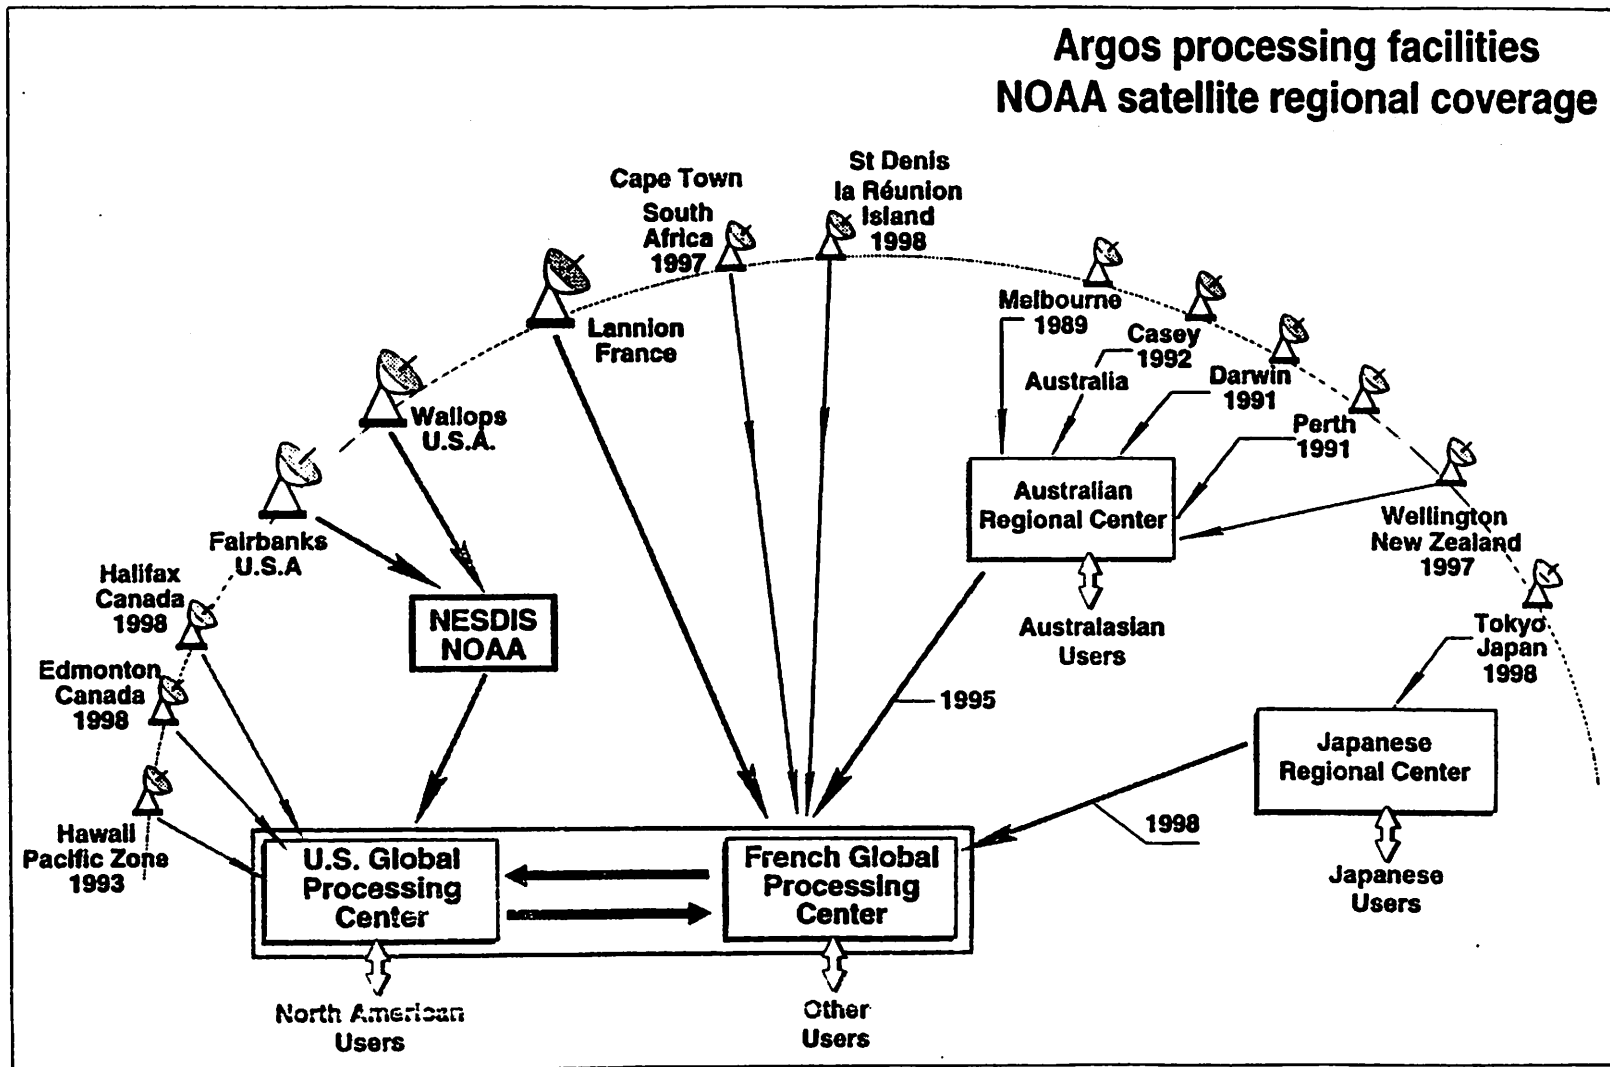 Argos processing facilities
NOAA satellite regional coverage
Cape Town
South
Africa
1997
St Denis
la Réunion
Island
1998
Lannion
France
Wallops
U.S.A.
Fairbanks
U.S.A
Halifax
Canada
1998
Edmonton
Canada
1998
Hawaii
Pacific Zone
1993
Melbourne
1989
Casey
1992
Australia
Darwin
1991
Perth
1991
Wellington
New Zealand
1997
Tokyo
Japan
1998
NESDIS
NOAA
Australian
Regional Center
Australasian
Users
1995
Japanese
Regional Center
1998
Japanese
Users
U.S. Global
Processing
Center
French Global
Processing
Center
North American
Users
Other
Users